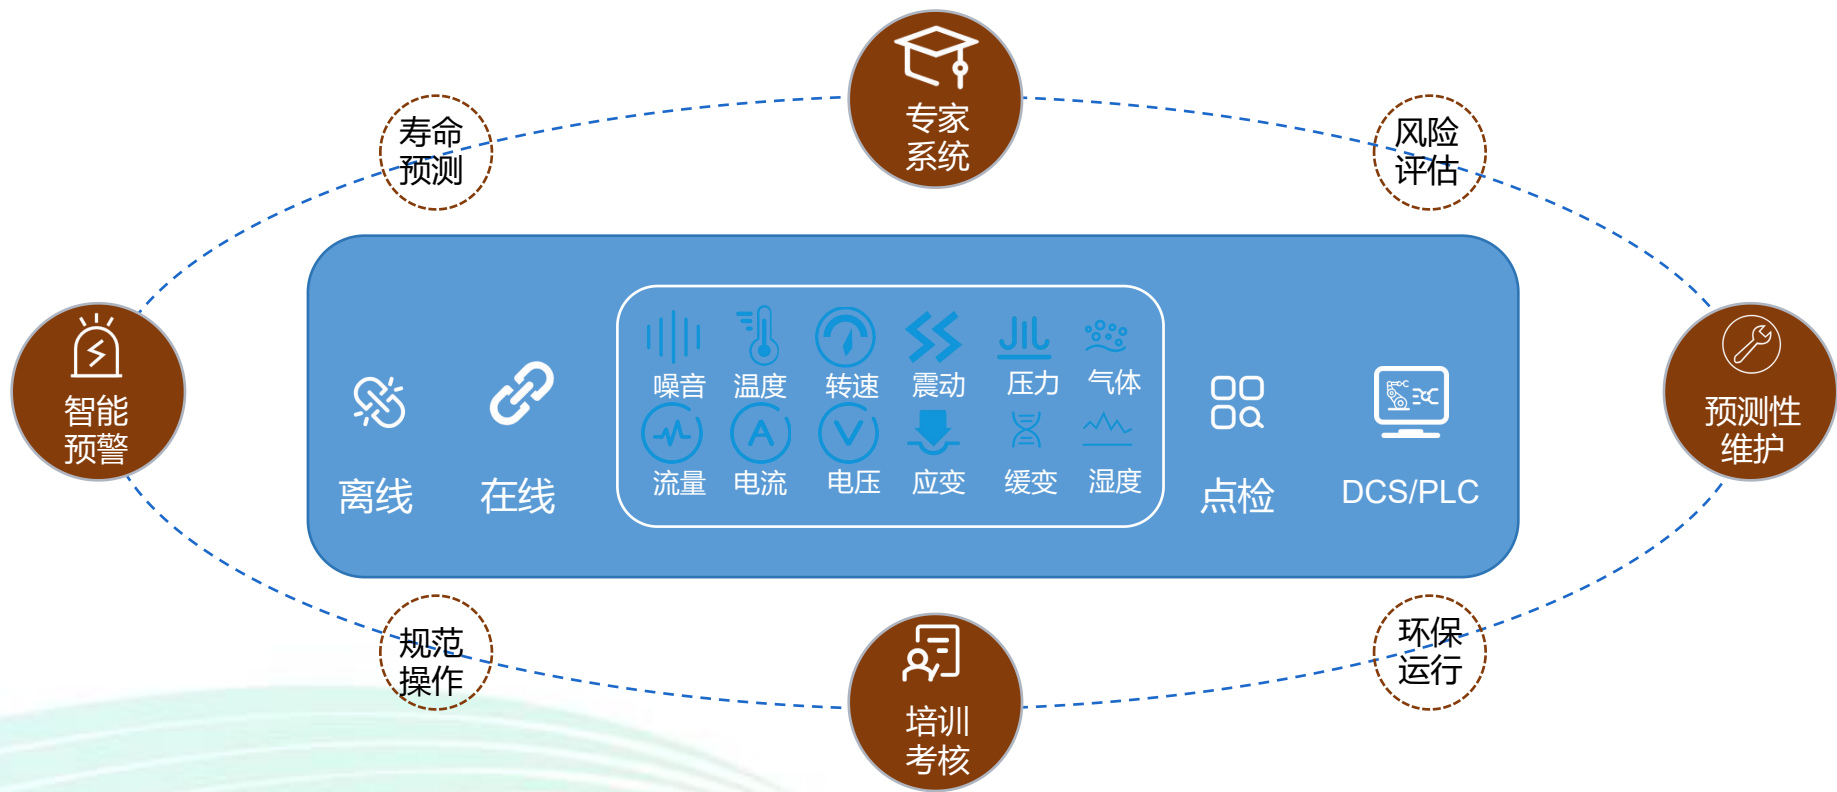 专家
系统
寿命
预测
风险
评估
智能
预警
离线
在线
噪音
温度
转速
震动
压力
气体
流量
电流
电压
应变
缓变
湿度
点检
DCS/PLC
预测性
维护
规范
操作
培训
考核
环保
运行